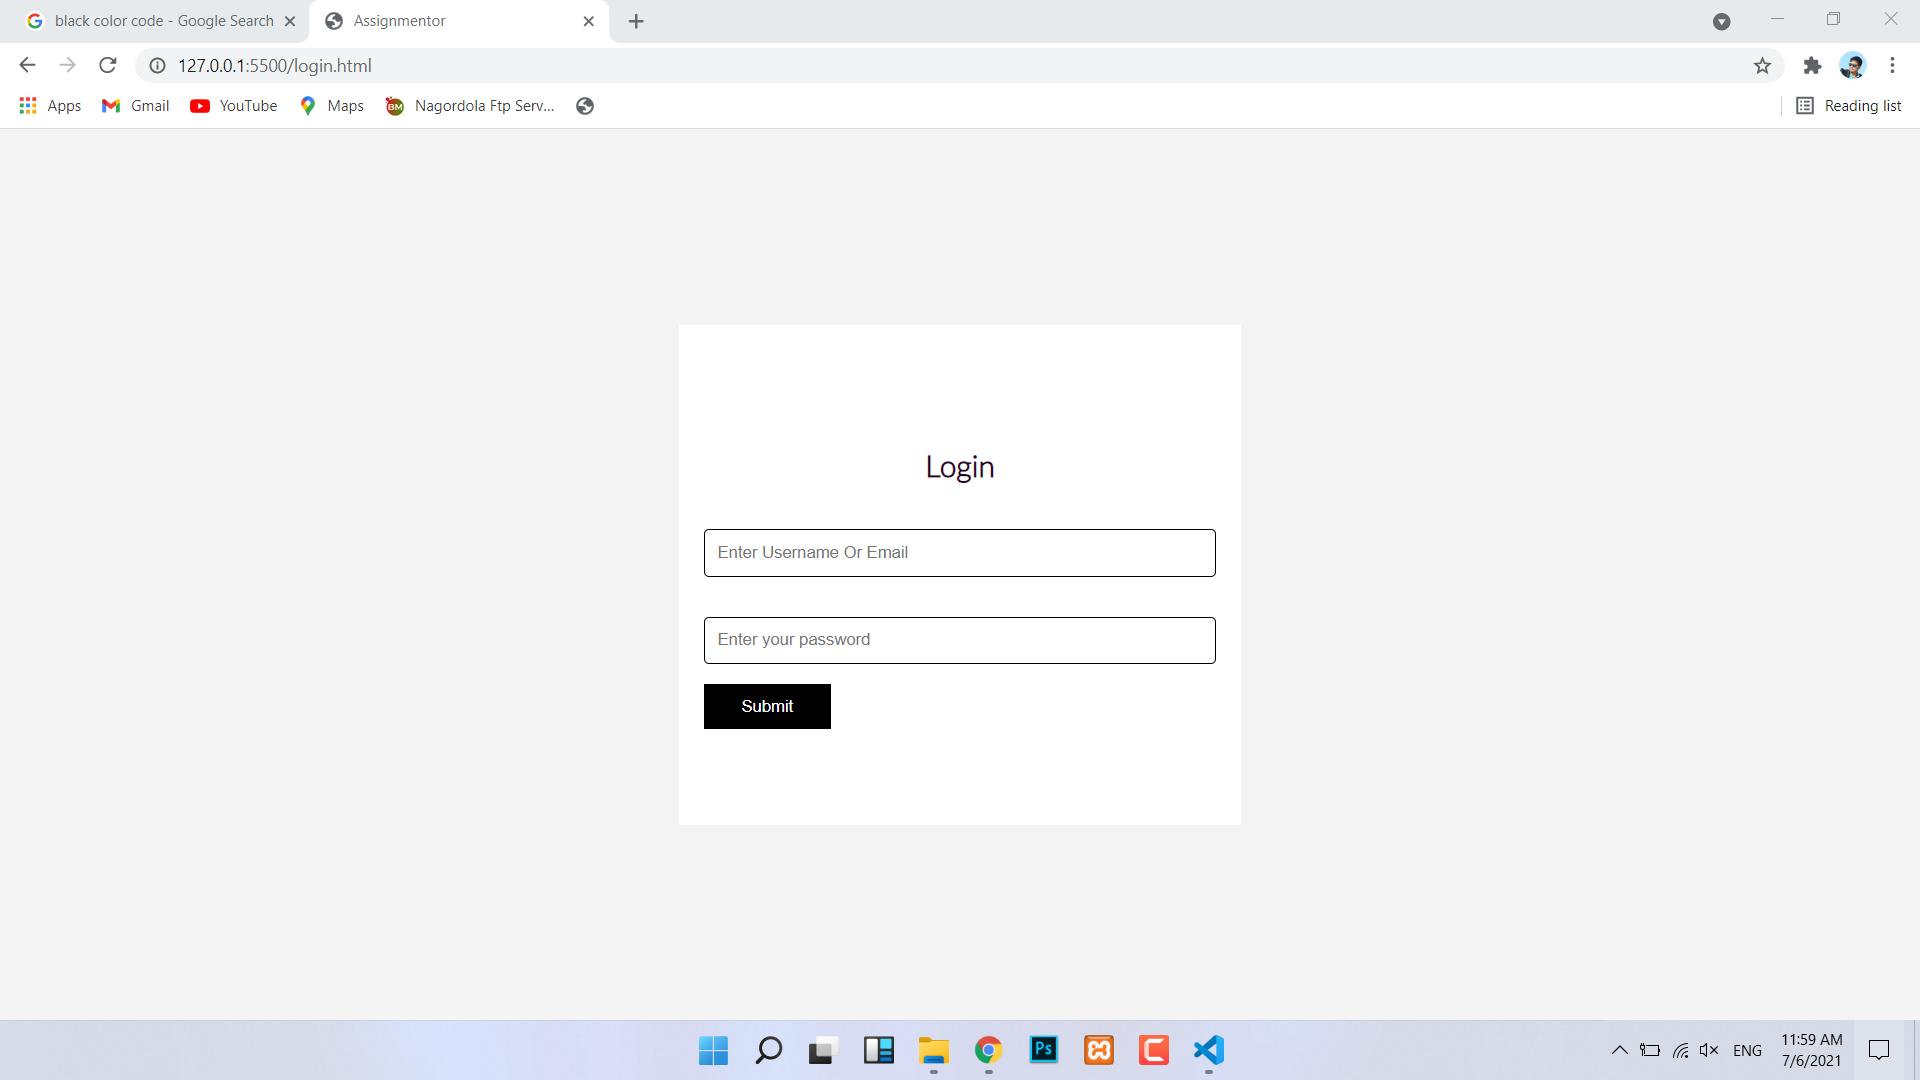 black color code - Google Search
Assignmentor
127.0.0.1:5500/login.html
Apps
Gmail
YouTube
Maps
BM
Nagordola Ftp Serv...
Reading list
Login
Enter Username Or Email
Enter your password
Submit
Ps
ENG
11:59 AM
7/6/2021